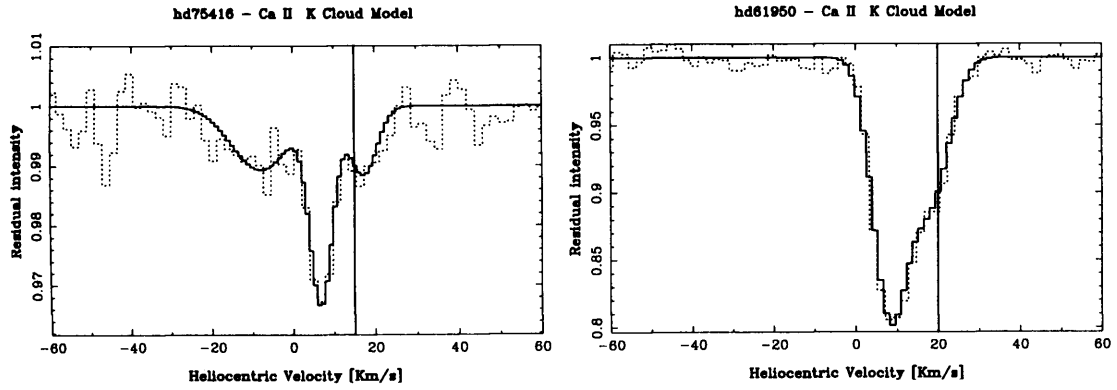 hd75416 – Ca II K Cloud Model
1.01
1
0.99
0.98
0.97
Residual intensity
-60 -40 -20 0 20 40 60
Heliocentric Velocity [Km/s]
hd61950 – Ca II K Cloud Model
1
0.95
0.9
0.85
0.8
Residual intensity
-60 -40 -20 0 20 40 60
Heliocentric Velocity [Km/s]